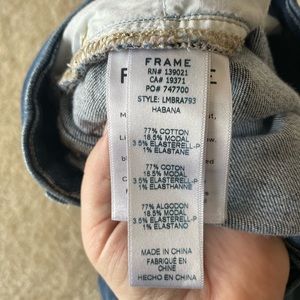 FRAME
RN# 139021
CA# 19371
PO# 747700
STYLE: LMBRA793
HABANA
77% COTTON
18.5% MODAL
3.5% ELASTERELL-P
1% ELASTANE
77% COTON
18.5% MODAL
3.5% ELASTERELL-P
1% ELASTHANNE
77% ALGODON
18.5% MODAL
3.5% ELASTERELL-P
1% ELASTANO
MADE IN CHINA
FABRIQUÉ EN
CHINE
HECHO EN CHINA